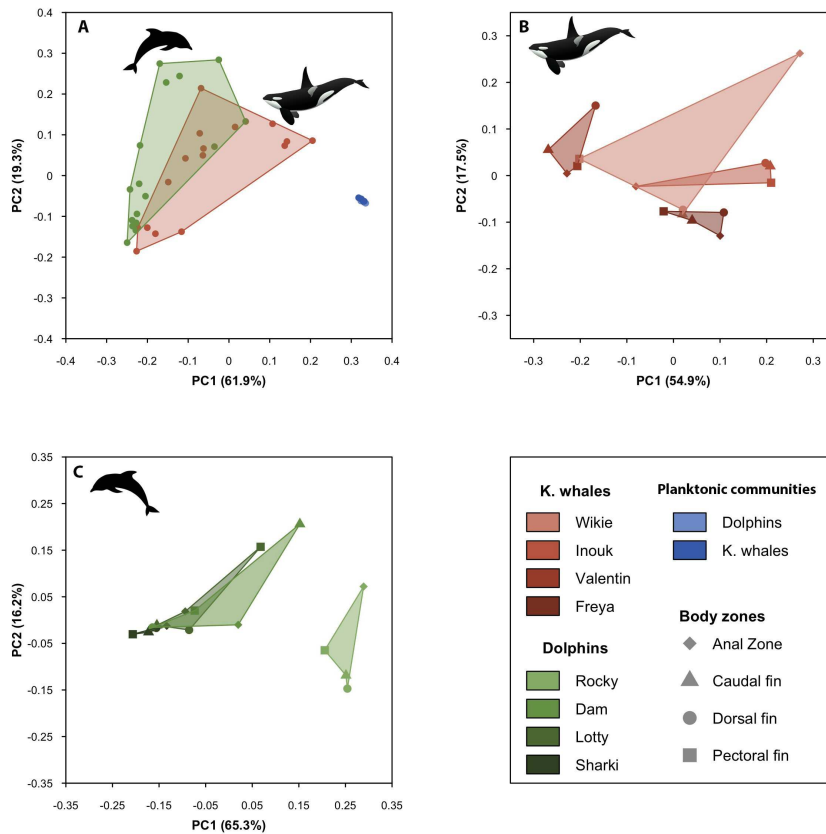 A
0.4
0.3
0.2
0.1
0
-0.1
-0.2
-0.3
-0.4
PC2 (19.3%)
-0.4
-0.3
-0.2
-0.1
0
0.1
0.2
0.3
0.4
PC1 (61.9%)
B
0.3
0.2
0.1
0
-0.1
-0.2
-0.3
PC2 (17.5%)
-0.3
-0.2
-0.1
0
0.1
0.2
0.3
PC1 (54.9%)
C
0.35
0.25
0.15
0.05
-0.05
-0.15
-0.25
-0.35
PC2 (16.2%)
-0.35
-0.25
-0.15
-0.05
0.05
0.15
0.25
0.35
PC1 (65.3%)
K. whales
Wikie
Inouk
Valentin
Freya
Dolphins
Rocky
Dam
Lotty
Sharki
Planktonic communities
Dolphins
K. whales
Body zones
Anal Zone
Caudal fin
Dorsal fin
Pectoral fin